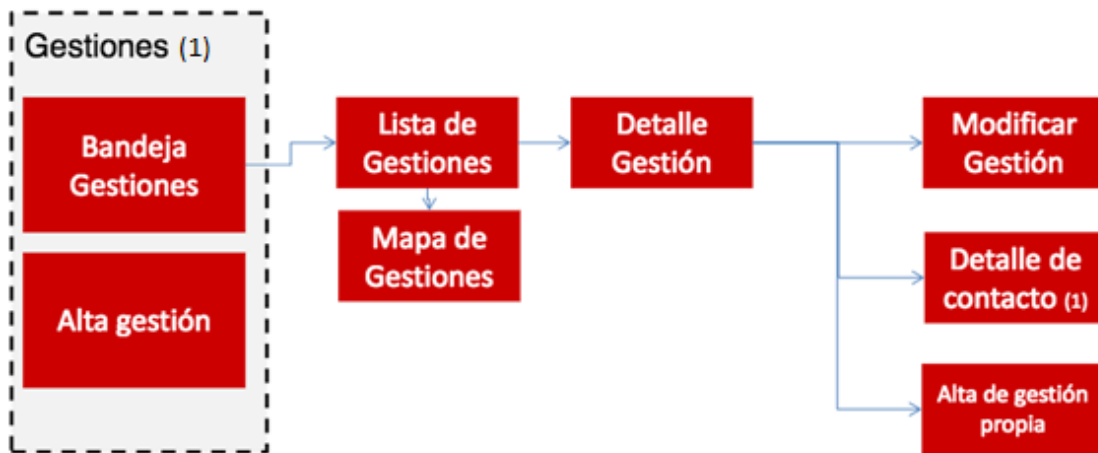 Gestiones (1)
Bandeja
Gestiones
Alta gestión
Lista de
Gestiones
Mapa de
Gestiones
Detalle
Gestión
Modificar
Gestión
Detalle de
contacto (1)
Alta de gestión
propia